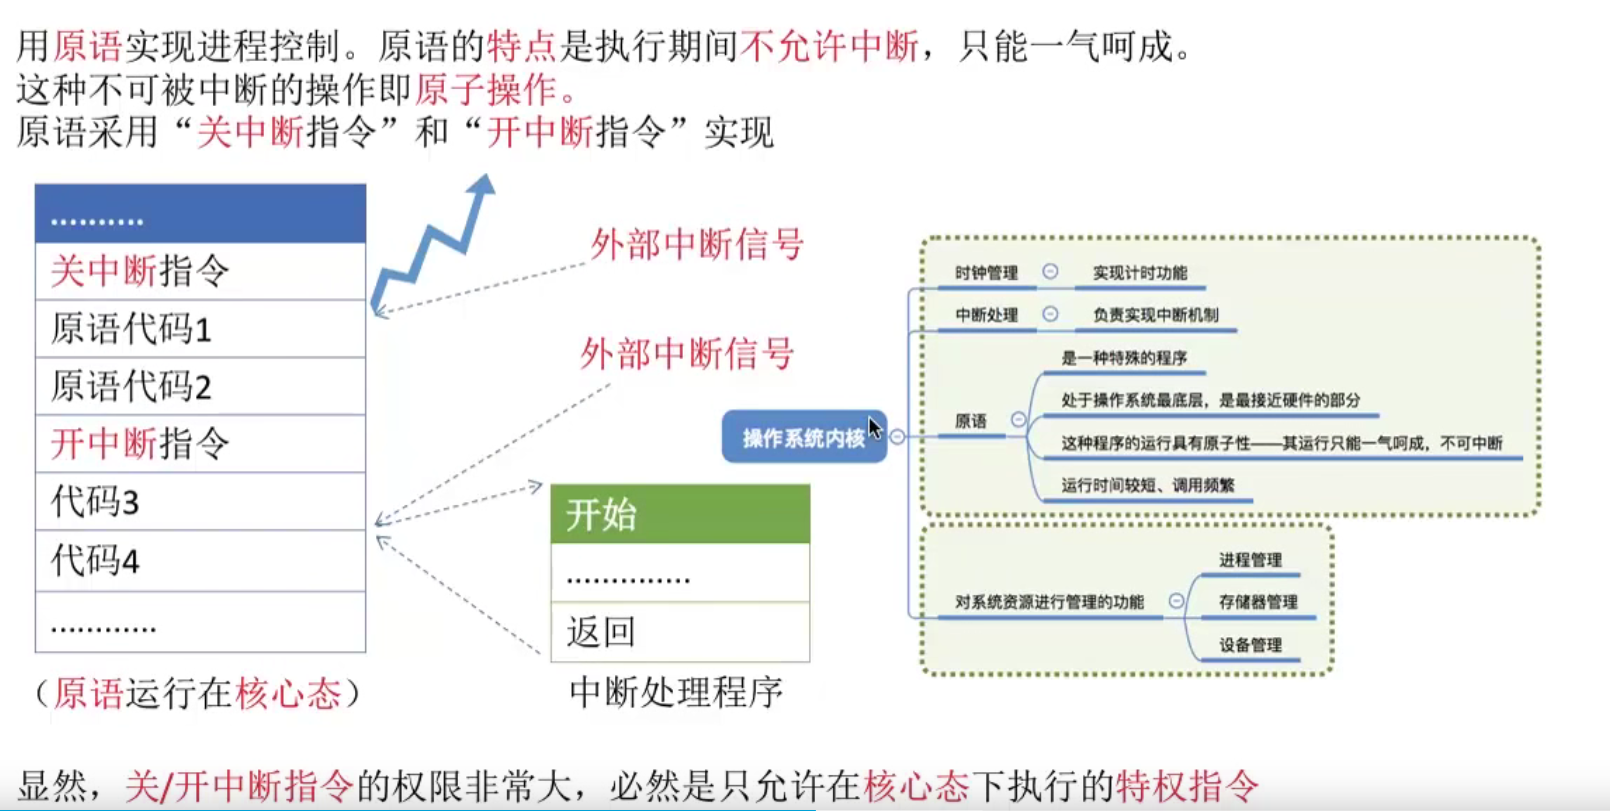 用原语实现进程控制。原语的特点是执行期间不允许中断，只能一气呵成。
这种不可被中断的操作即原子操作。
原语采用“关中断指令”和“开中断指令”实现
..........
关中断指令
原语代码1
原语代码2
开中断指令
代码3
代码4
............
（原语运行在核心态）
外部中断信号
外部中断信号
开始
..............
返回
中断处理程序
操作系统内核
时钟管理
实现计时功能
中断处理
负责实现中断机制
原语
是一种特殊的程序
处于操作系统最底层，是最接近硬件的部分
这种程序的运行具有原子性——其运行只能一气呵成，不可中断
运行时间较短、调用频繁
对系统资源进行管理的功能
进程管理
存储器管理
设备管理
显然，关/开中断指令的权限非常大，必然是只允许在核心态下执行的特权指令